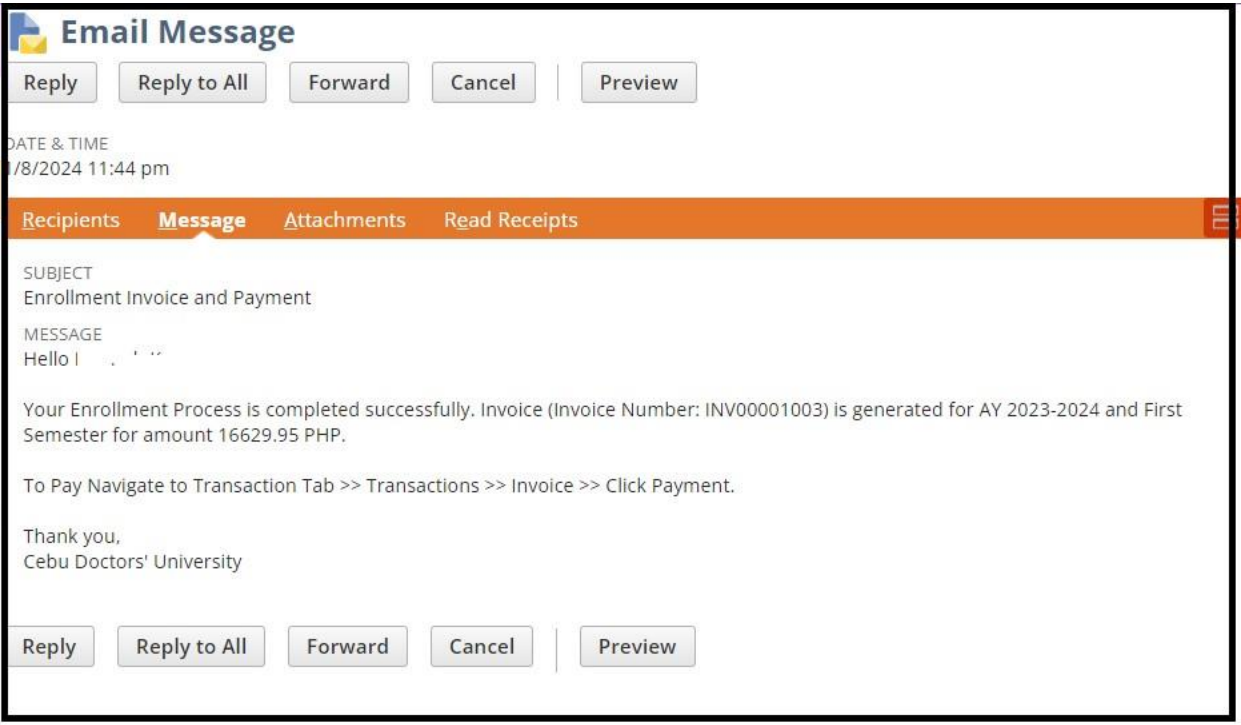 Email Message
Reply Reply to All Forward Cancel Preview
DATE & TIME
1/8/2024 11:44 pm
Recipients Message Attachments Read Receipts
SUBJECT
Enrollment Invoice and Payment
MESSAGE
Hello
Your Enrollment Process is completed successfully. Invoice (Invoice Number: INV00001003) is generated for AY 2023-2024 and First
Semester for amount 16629.95 PHP.
To Pay Navigate to Transaction Tab >> Transactions >> Invoice >> Click Payment.
Thank you,
Cebu Doctors' University
Reply Reply to All Forward Cancel Preview